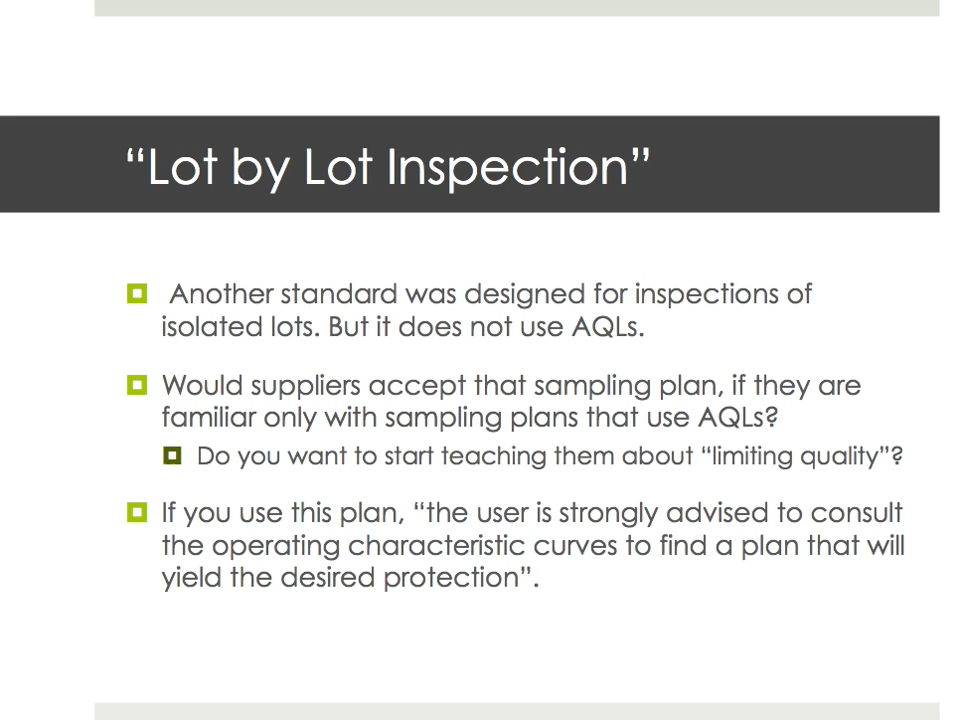 “Lot by Lot Inspection”
Another standard was designed for inspections of
isolated lots. But it does not use AQLs.
Would suppliers accept that sampling plan, if they are
familiar only with sampling plans that use AQLs?
Do you want to start teaching them about “limiting quality”?
If you use this plan, “the user is strongly advised to consult
the operating characteristic curves to find a plan that will
yield the desired protection”.